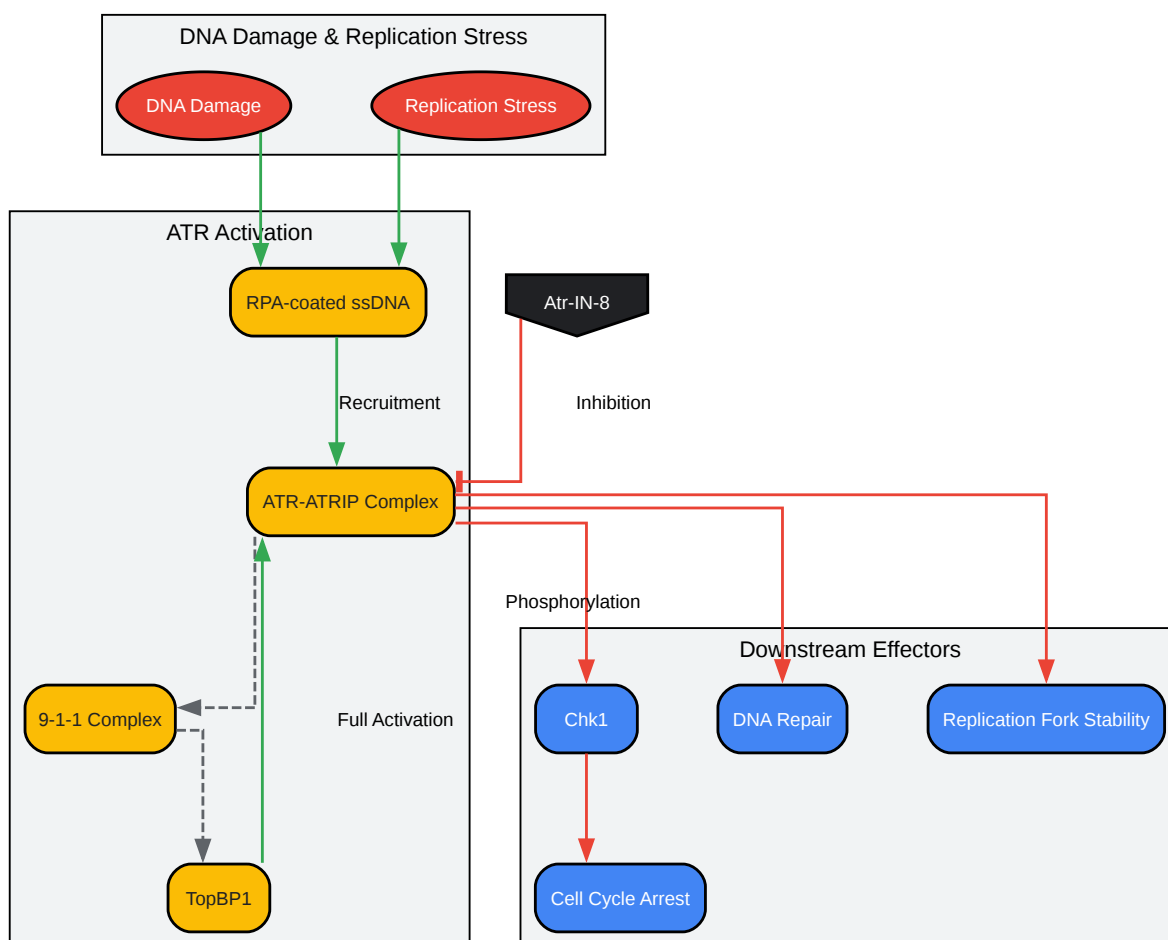 DNA Damage & Replication Stress
DNA Damage
Replication Stress
ATR Activation
RPA-coated ssDNA
Atr-IN-8
Recruitment
Inhibition
ATR-ATRIP Complex
Phosphorylation
Downstream Effectors
9-1-1 Complex
Full Activation
Chk1
DNA Repair
Replication Fork Stability
TopBP1
Cell Cycle Arrest